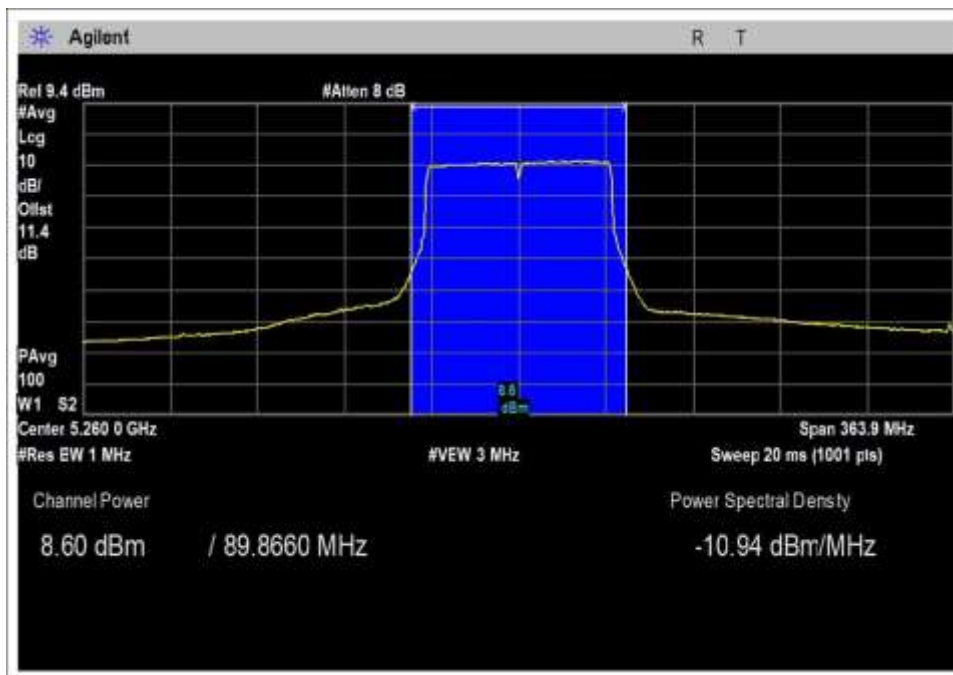 Agilent R T
Ref 9.4 dBm #Atten 8 dB
#Avg
Log
10
dB/
Offst
11.4
dB
PAvg
100
W1 S2
8.6
dBm
Center 5.260 0 GHz Span 363.9 MHz
#Res BW 1 MHz #VBW 3 MHz Sweep 20 ms (1001 pts)
Channel Power Power Spectral Density
8.60 dBm / 89.8660 MHz -10.94 dBm/MHz